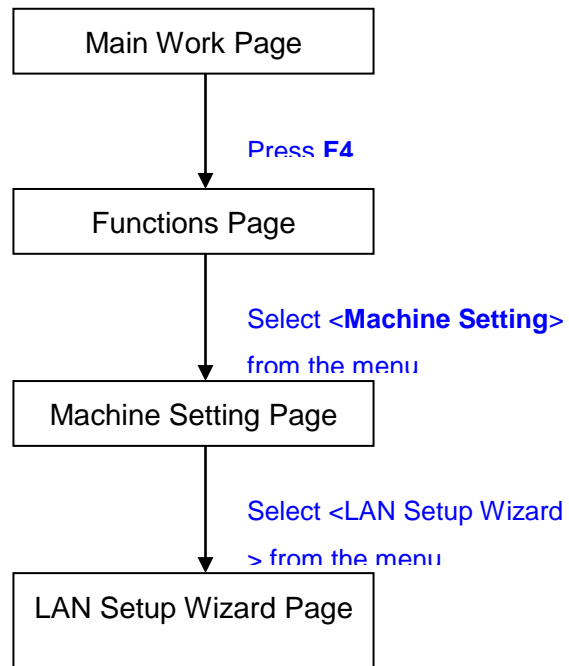 Main Work Page
Press F4
Functions Page
Select <Machine Setting>
from the menu
Machine Setting Page
Select <LAN Setup Wizard
> from the menu
LAN Setup Wizard Page